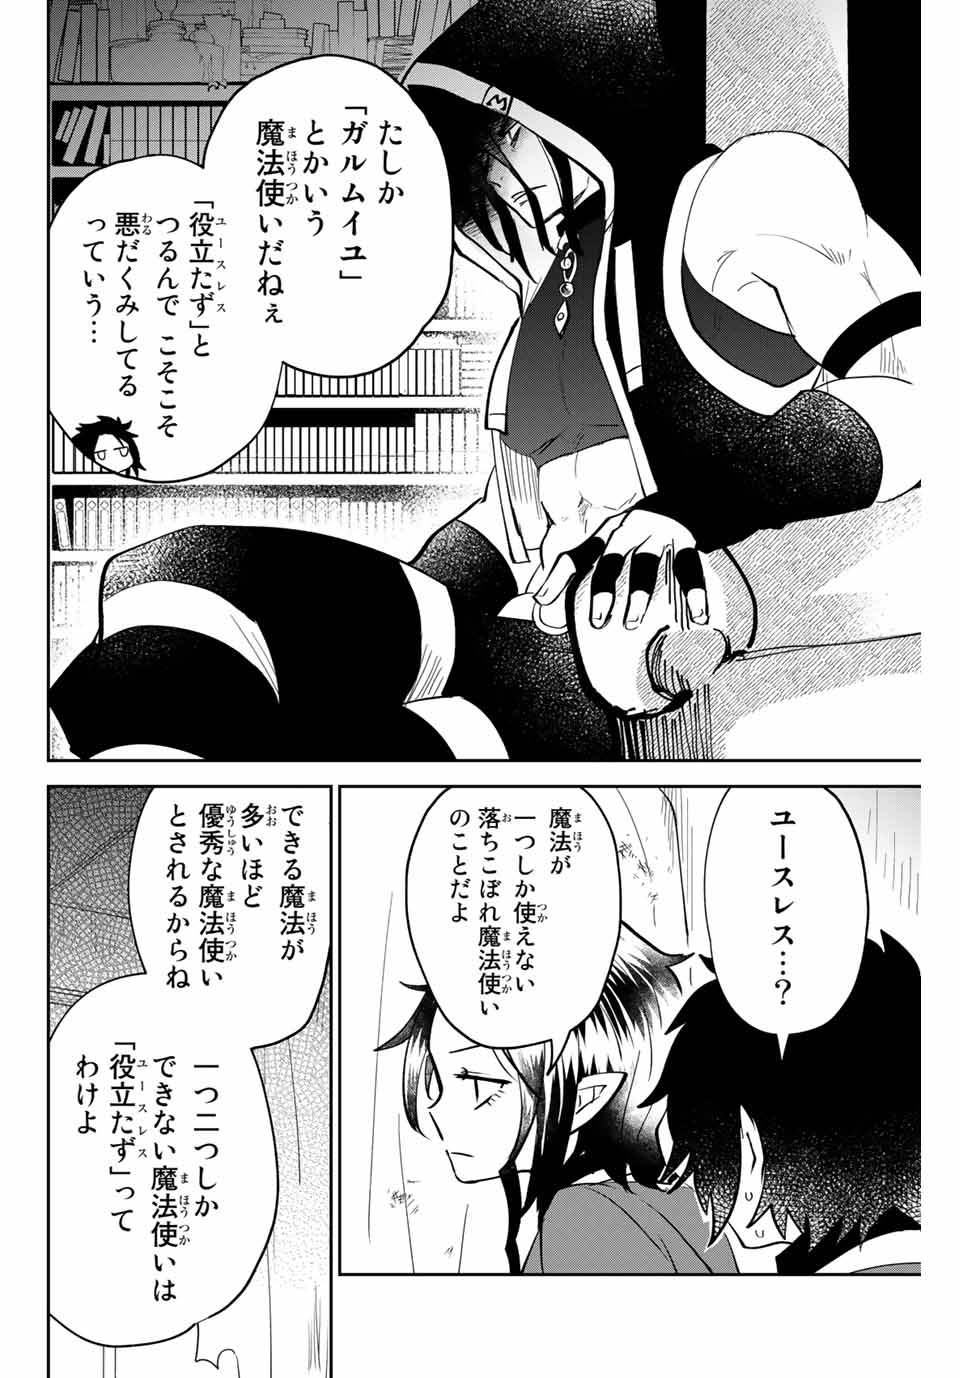 たしか
「ガルムイユ」
とかいう
魔法使いだねぇ
「役立たず」と
つるんで こそこそ
悪だくみしてる
っていう…
ユースレス…?
魔法が
一つしか使えない
落ちこぼれ魔法使い
のことだよ
できる魔法が
多いほど
優秀な魔法使い
とされるからね
一つ二つしか
できない魔法使いは
「役立たず」って
わけよ